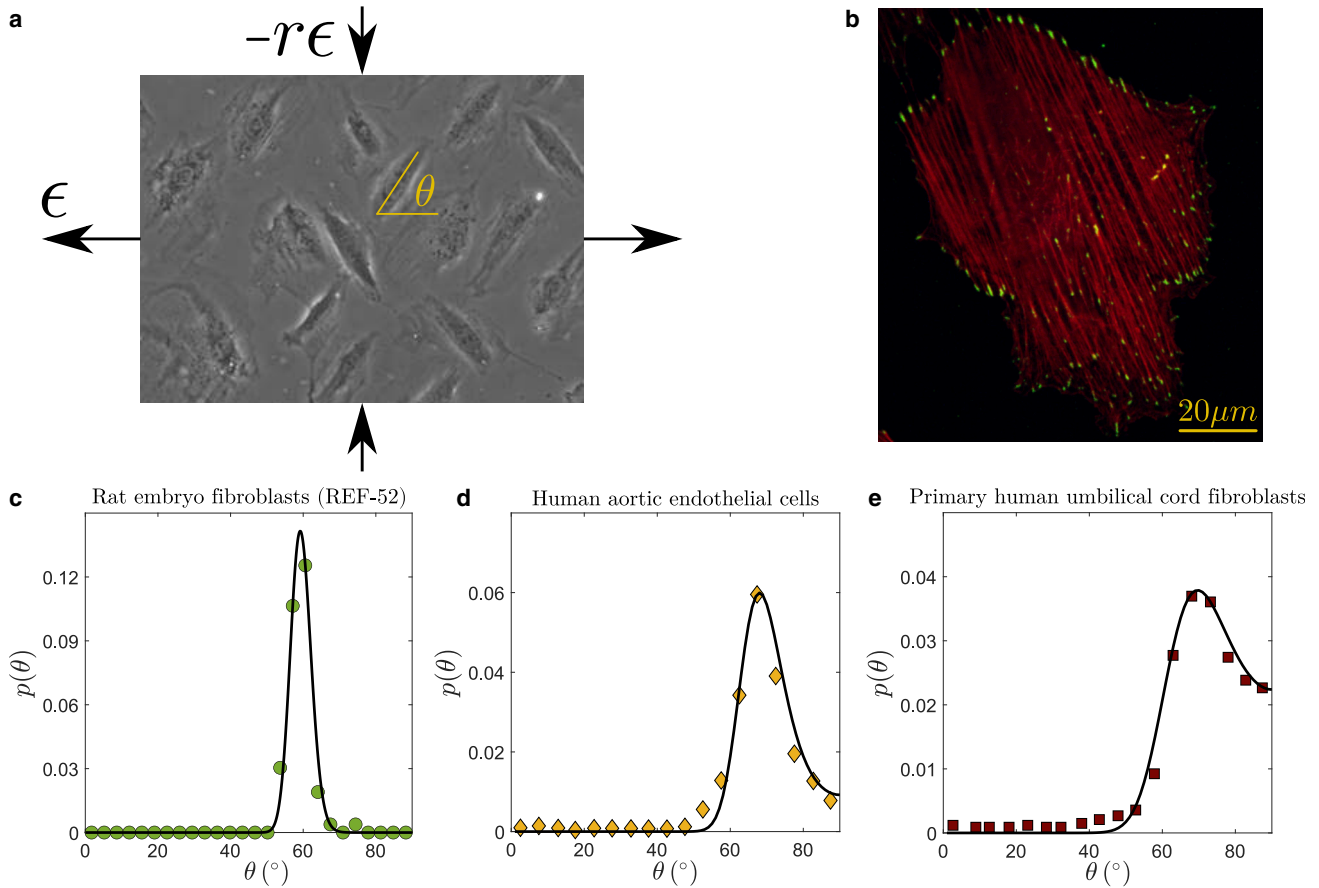 a
−rϵ
ϵ
θ
b
20μm
c
Rat embryo fibroblasts (REF-52)
p(θ)
0.12
0.09
0.06
0.03
0
0 20 40 60 80
θ (°)
d
Human aortic endothelial cells
p(θ)
0.06
0.04
0.02
0
0 20 40 60 80
θ (°)
e
Primary human umbilical cord fibroblasts
p(θ)
0.04
0.03
0.02
0.01
0
0 20 40 60 80
θ (°)